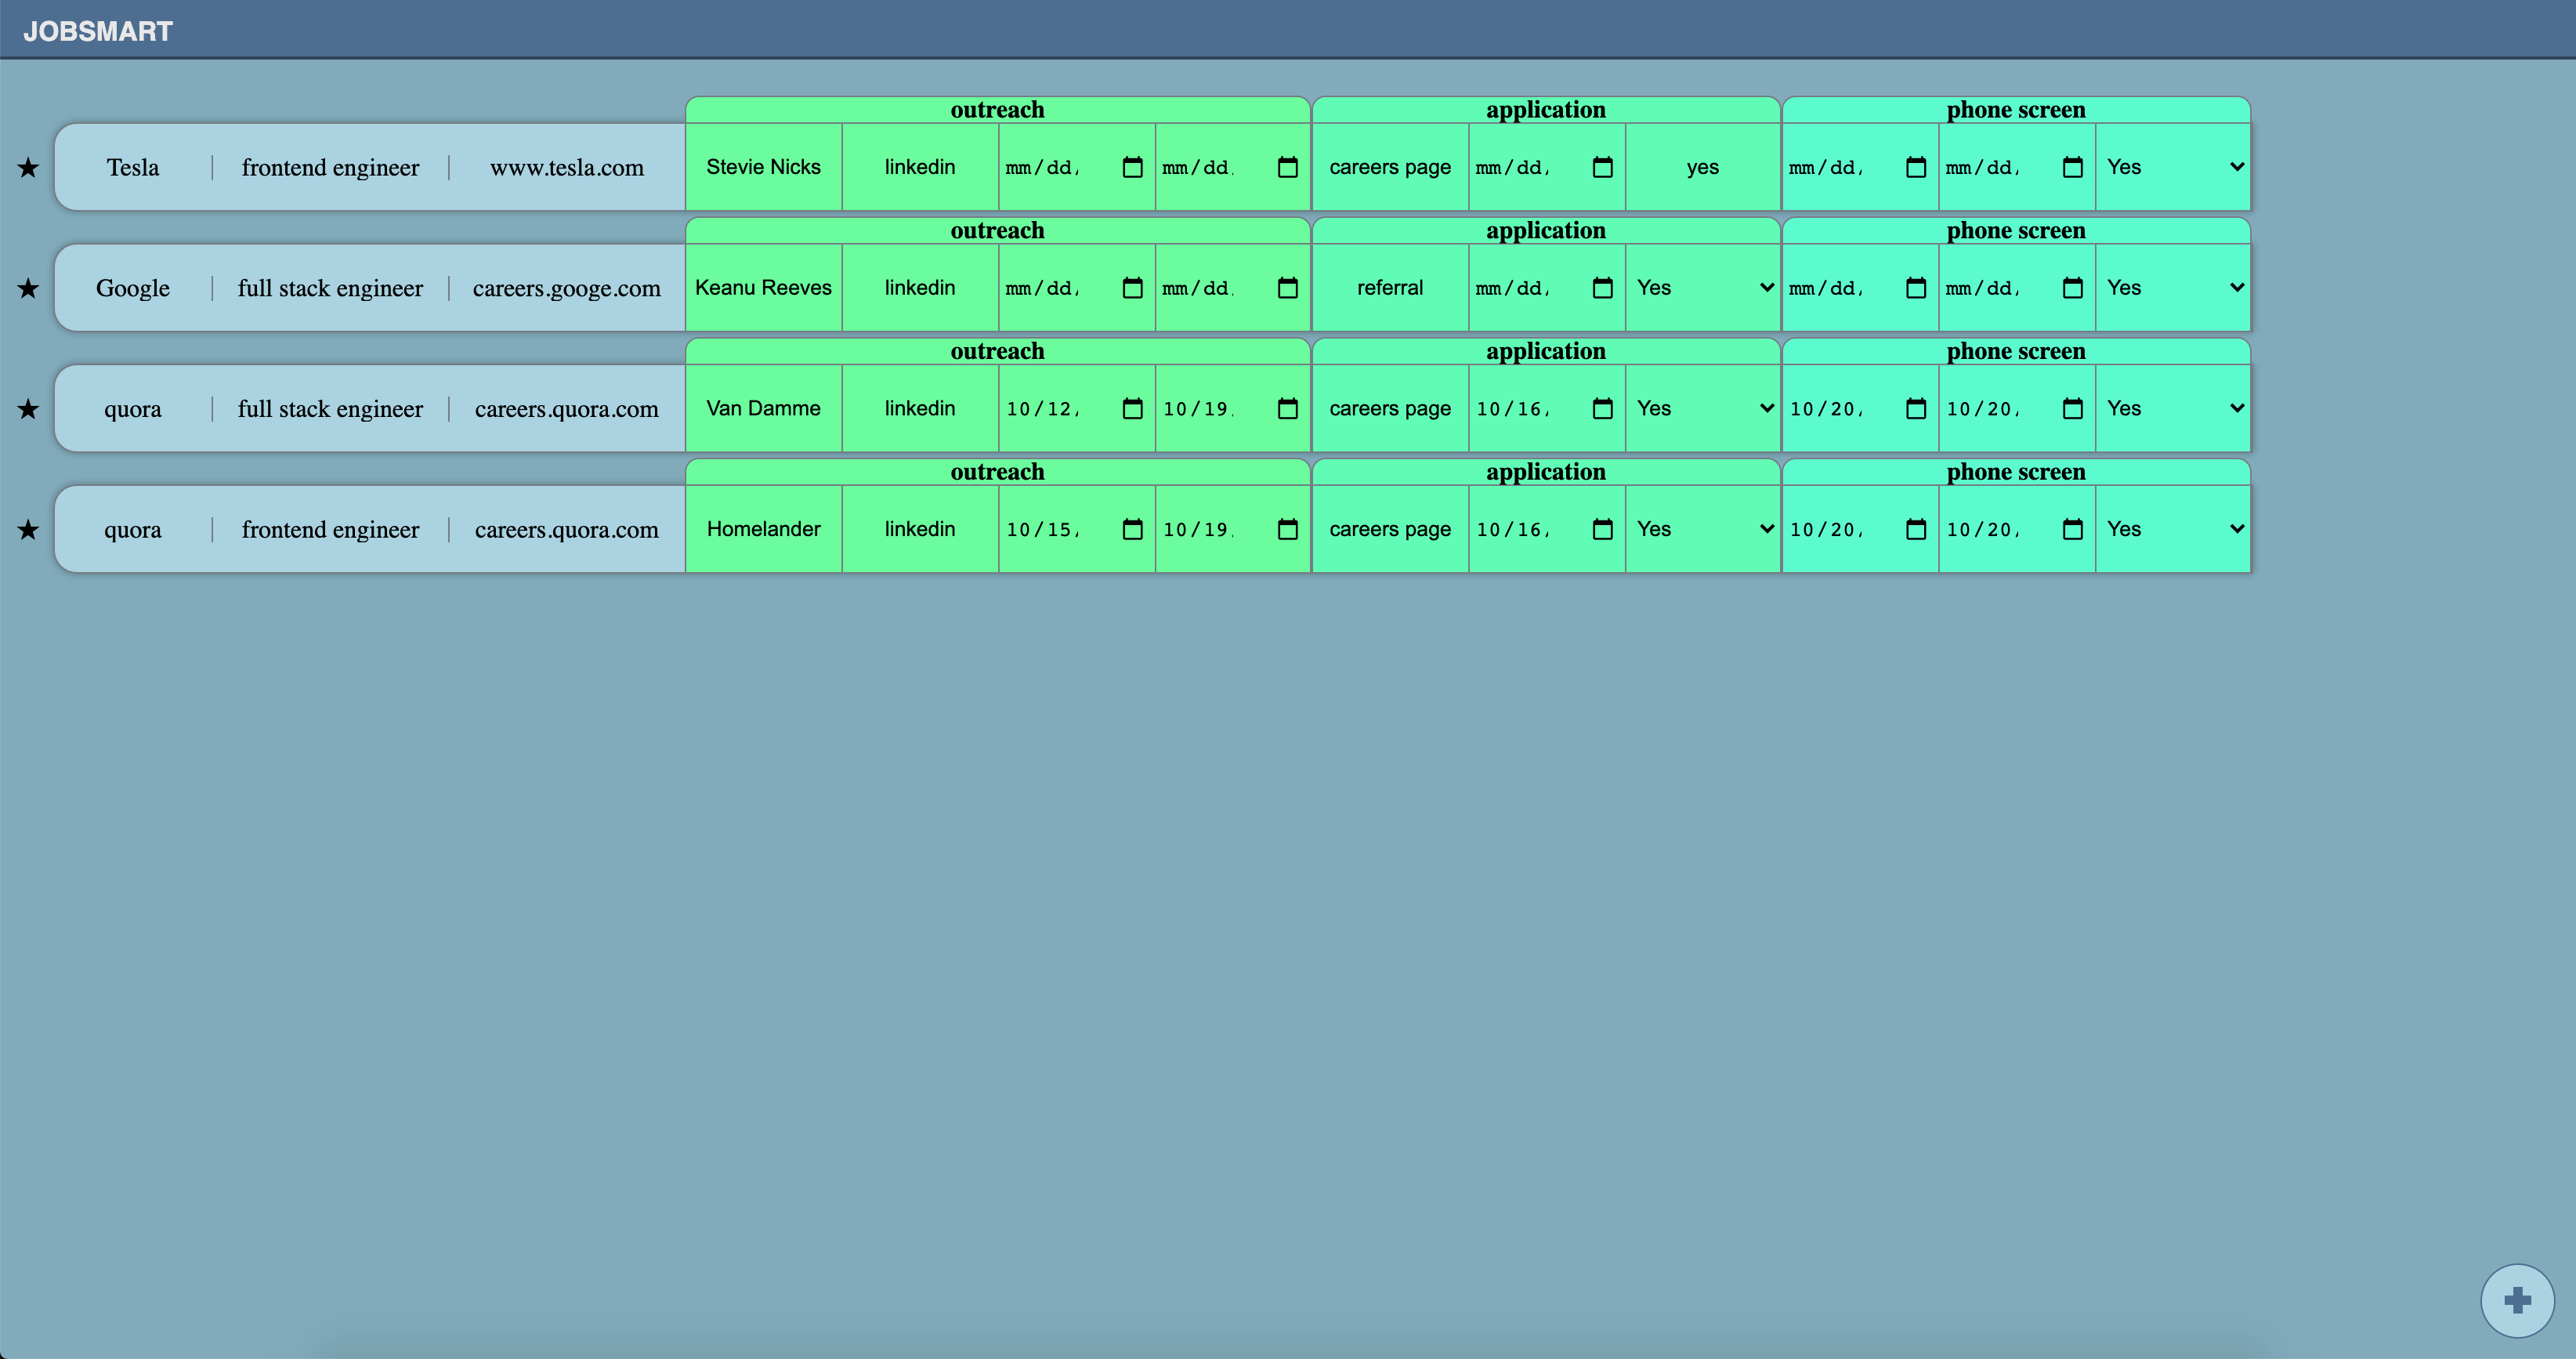 JOBSMART
outreach application phone screen
Tesla frontend engineer www.tesla.com Stevie Nicks linkedin mm/dd, mm/dd. careers page mm/dd, yes mm/dd, mm/dd, Yes
outreach application phone screen
Google full stack engineer careers.googe.com Keanu Reeves linkedin mm/dd, mm/dd. referral mm/dd, Yes mm/dd, mm/dd, Yes
outreach application phone screen
quora full stack engineer careers.quora.com Van Damme linkedin 10/12, 10/19. careers page 10/16, Yes 10/20, 10/20, Yes
outreach application phone screen
quora frontend engineer careers.quora.com Homelander linkedin 10/15, 10/19. careers page 10/16, Yes 10/20, 10/20, Yes